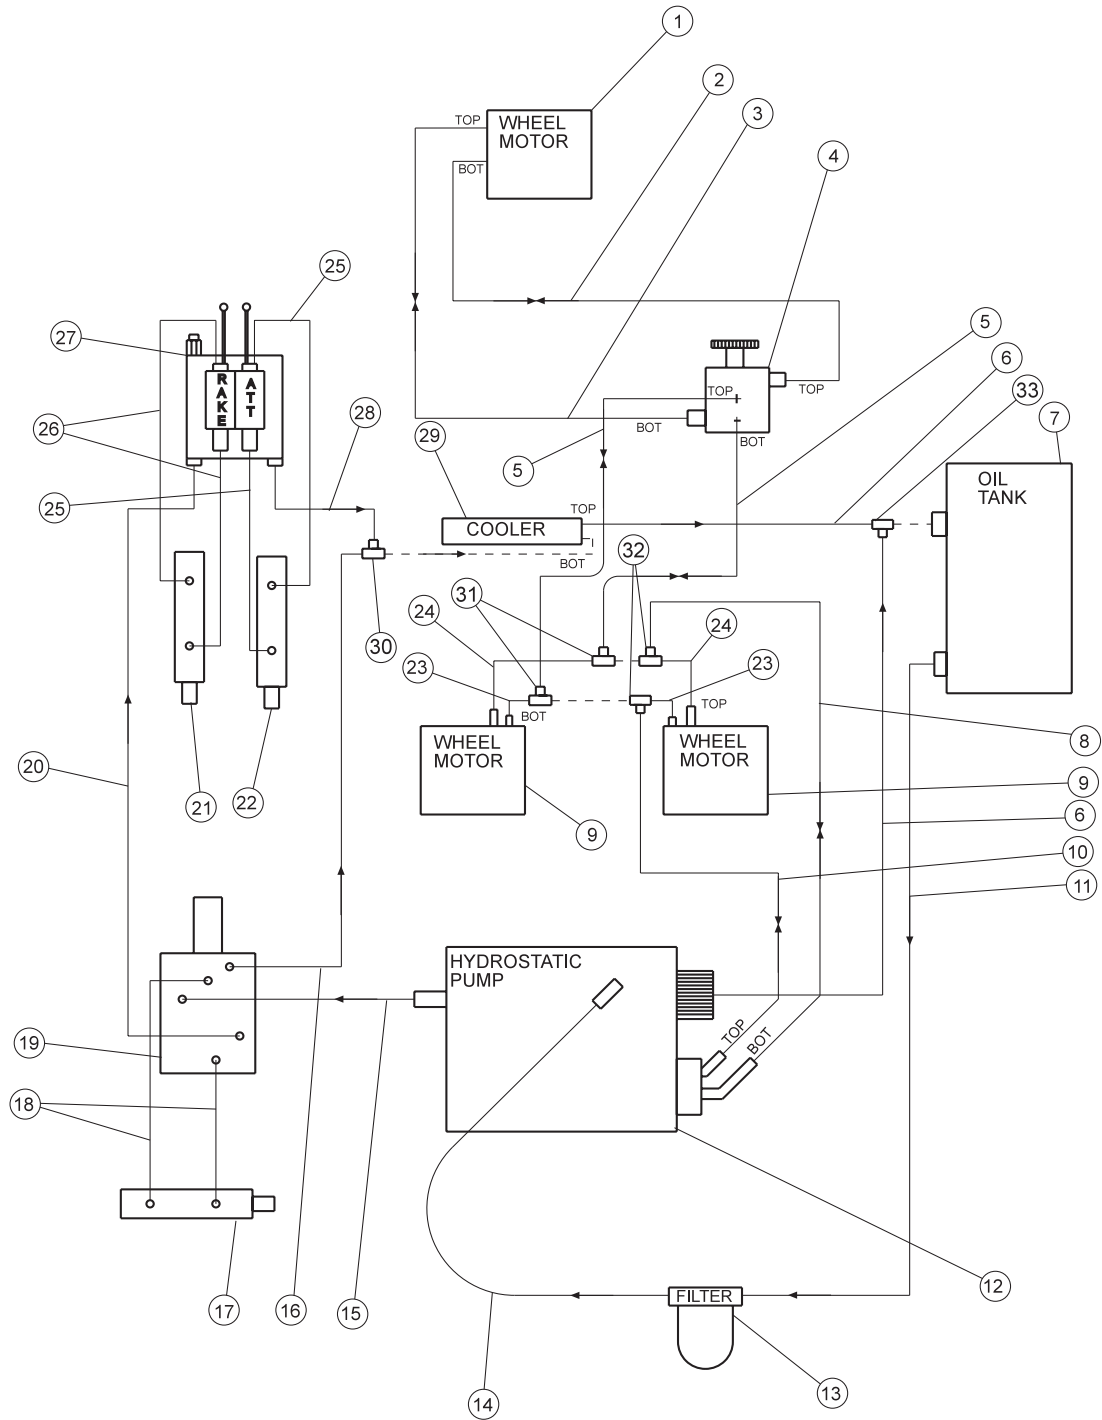 1
2
TOP
WHEEL
MOTOR
3
BOT
4
25
5
27
6
33
TOP
TOP
RAKE
ATT
7
28
26
BOT
BOT
29
5
OIL
TANK
25
TOP
COOLER
32
BOT
31
24
24
30
23
23
TOP
BOT
WHEEL
MOTOR
WHEEL
MOTOR
8
20
9
21
22
6
9
10
11
HYDROSTATIC
PUMP
TOP
BOT
19
18
12
FILTER
17
16
15
13
14